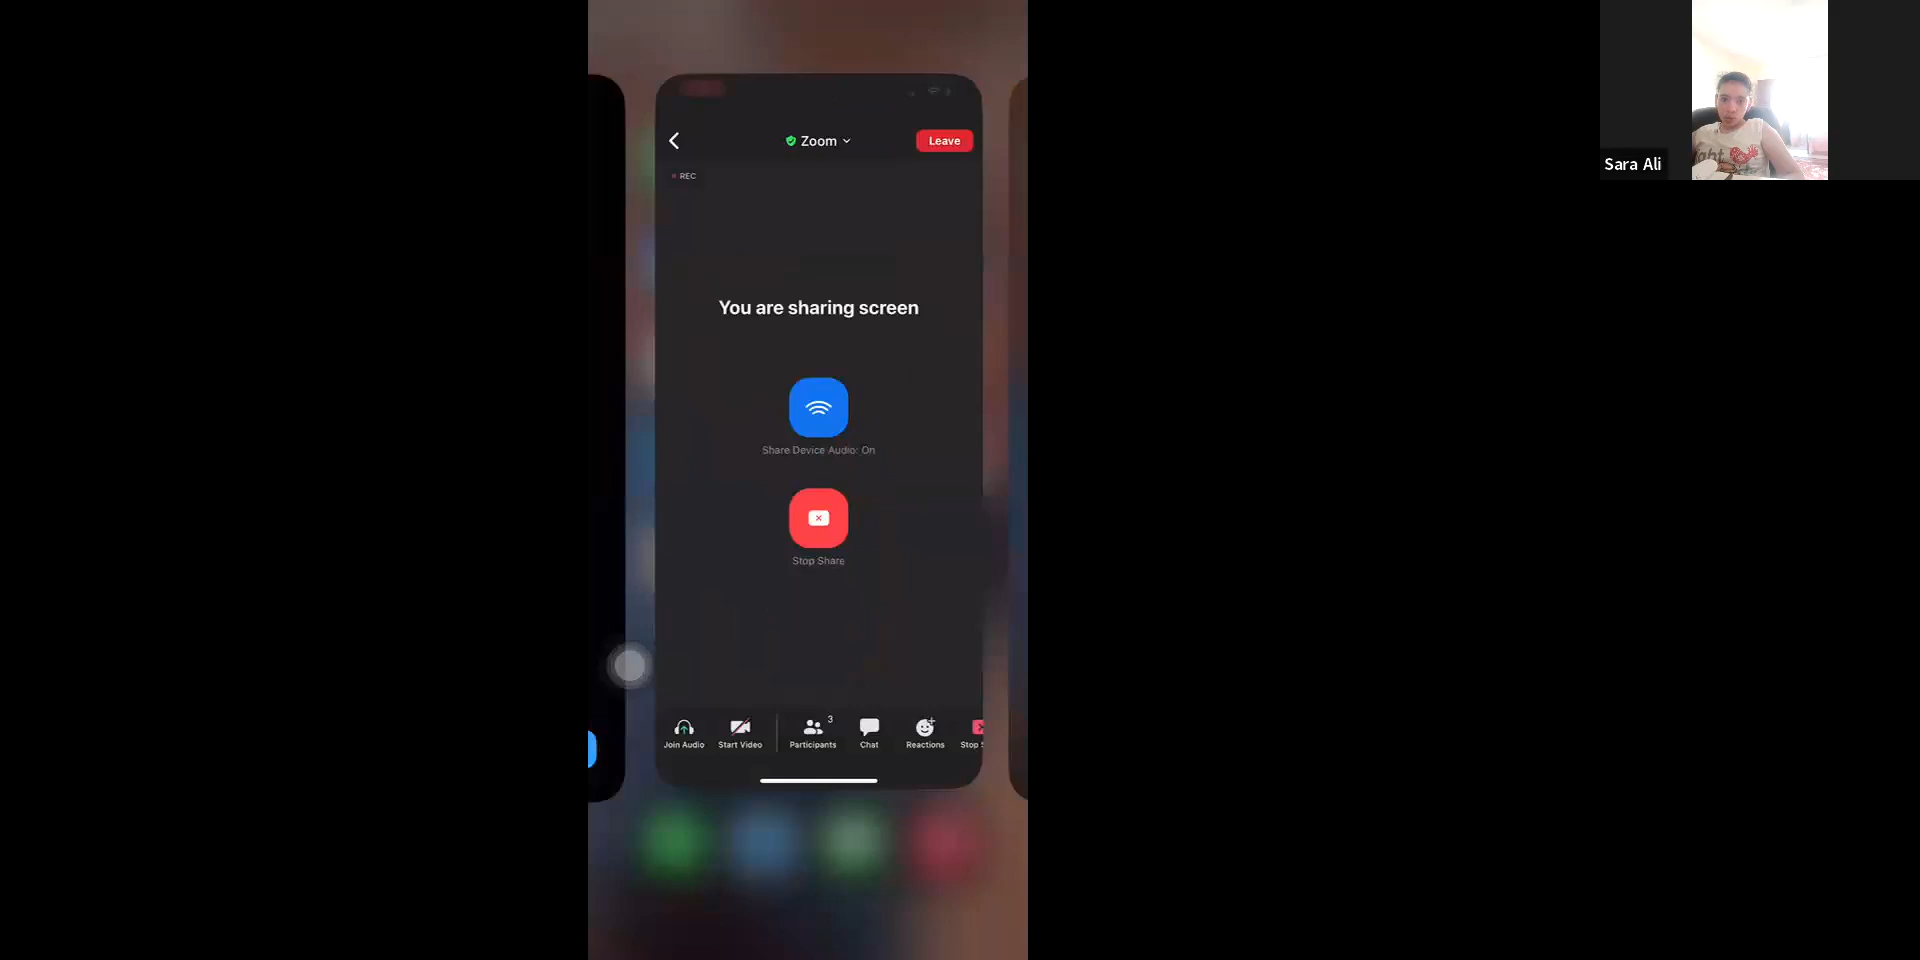 Zoom
Leave
REC
You are sharing screen
Share Device Audio: On
Stop Share
3
Join Audio
Start Video
Participants
Chat
Reactions
Stop
Sara Ali